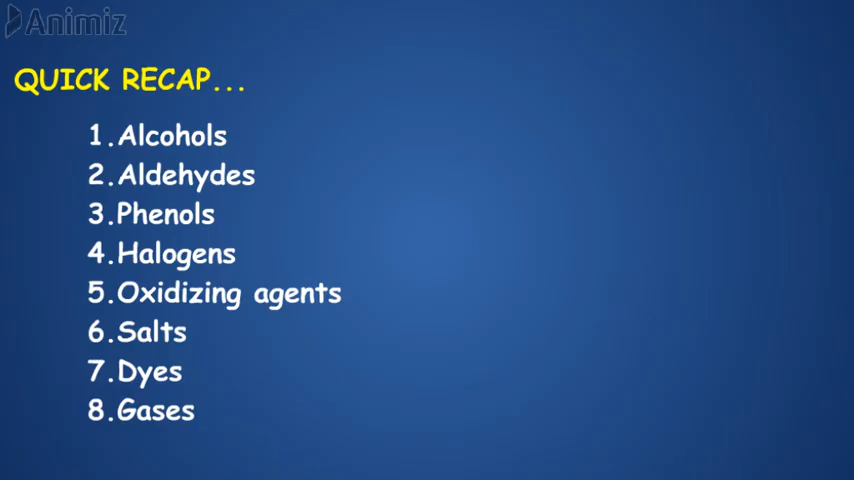 Animiz
QUICK RECAP...
1.Alcohols
2.Aldehydes
3.Phenols
4.Halogens
5.Oxidizing agents
6.Salts
7.Dyes
8.Gases